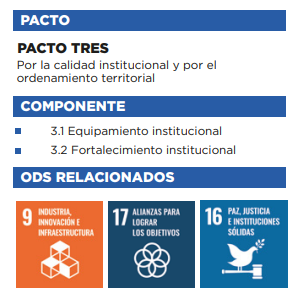 PACTO
PACTO TRES
Por la calidad institucional y por el
ordenamiento territorial
COMPONENTE
3.1 Equipamiento institucional
3.2 Fortalecimiento institucional
ODS RELACIONADOS
9 INDUSTRIA,
INNOVACIÓN E
INFRAESTRUCTURA
17 ALIANZAS PARA
LOGRAR
LOS OBJETIVOS
16 PAZ, JUSTICIA
E INSTITUCIONES
SÓLIDAS